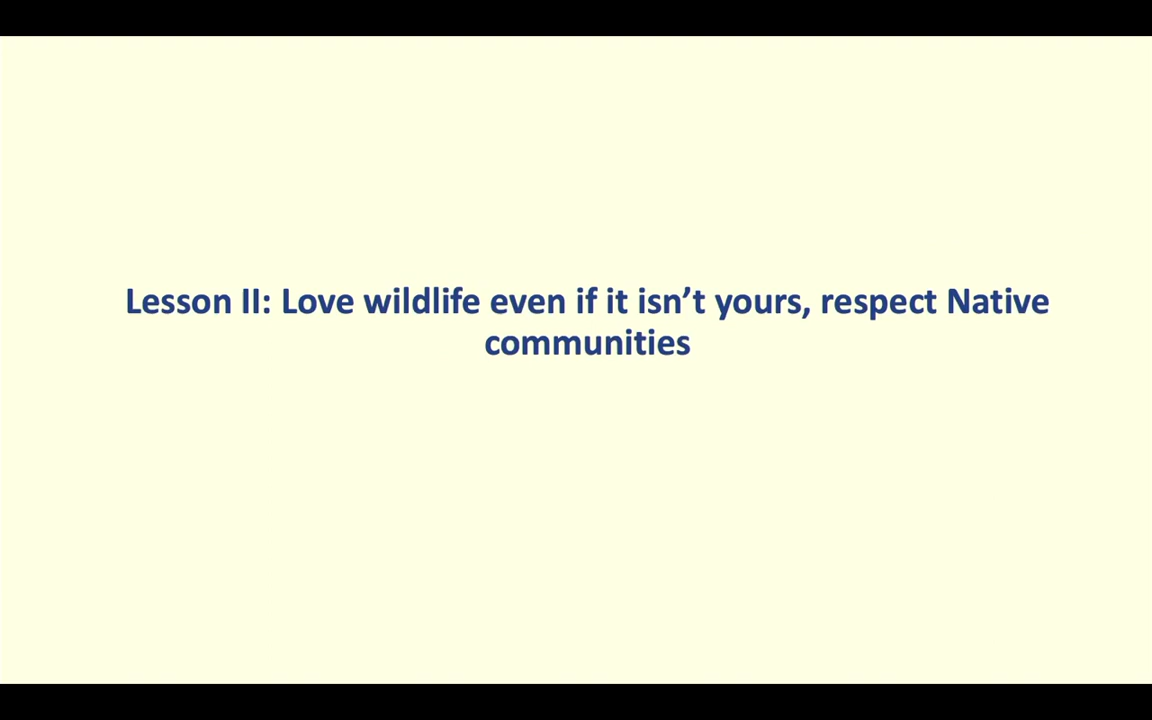 Lesson II: Love wildlife even if it isn’t yours, respect Native
communities